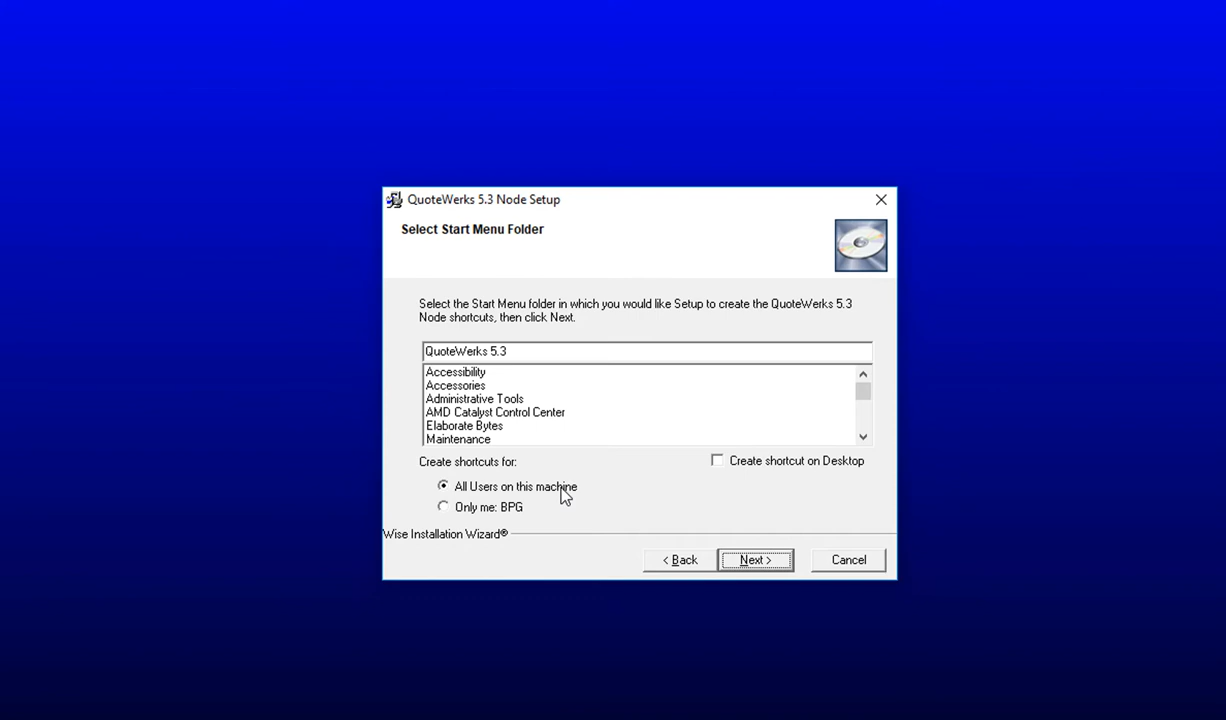 QuoteWerks 5.3 Node Setup
Select Start Menu Folder
Select the Start Menu folder in which you would like Setup to create the QuoteWerks 5.3
Node shortcuts, then click Next.
QuoteWerks 5.3
Accessibility
Accessories
Administrative Tools
AMD Catalyst Control Center
Elaborate Bytes
Maintenance
Create shortcuts for:
Create shortcut on Desktop
All Users on this machine
Only me: BPG
Wise Installation Wizard®
< Back
Next >
Cancel